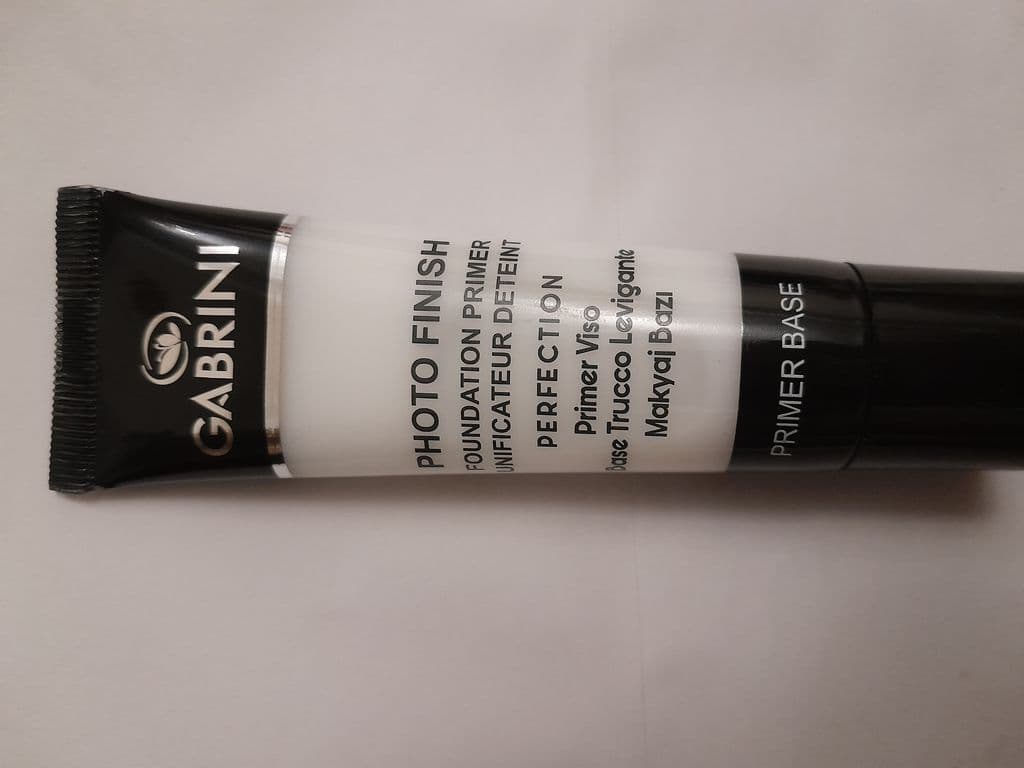 GABRINI
PHOTO FINISH
FOUNDATION PRIMER
UNIFICATEUR DETEINT
PERFECTION
Primer Viso
Base Trucco Levigante
Makyaj Bazı
PRIMER BASE